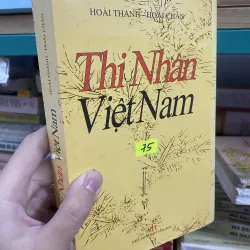 HOÀI THANH - HOÀI CHÂN
Thi Nhân
Việt Nam
75